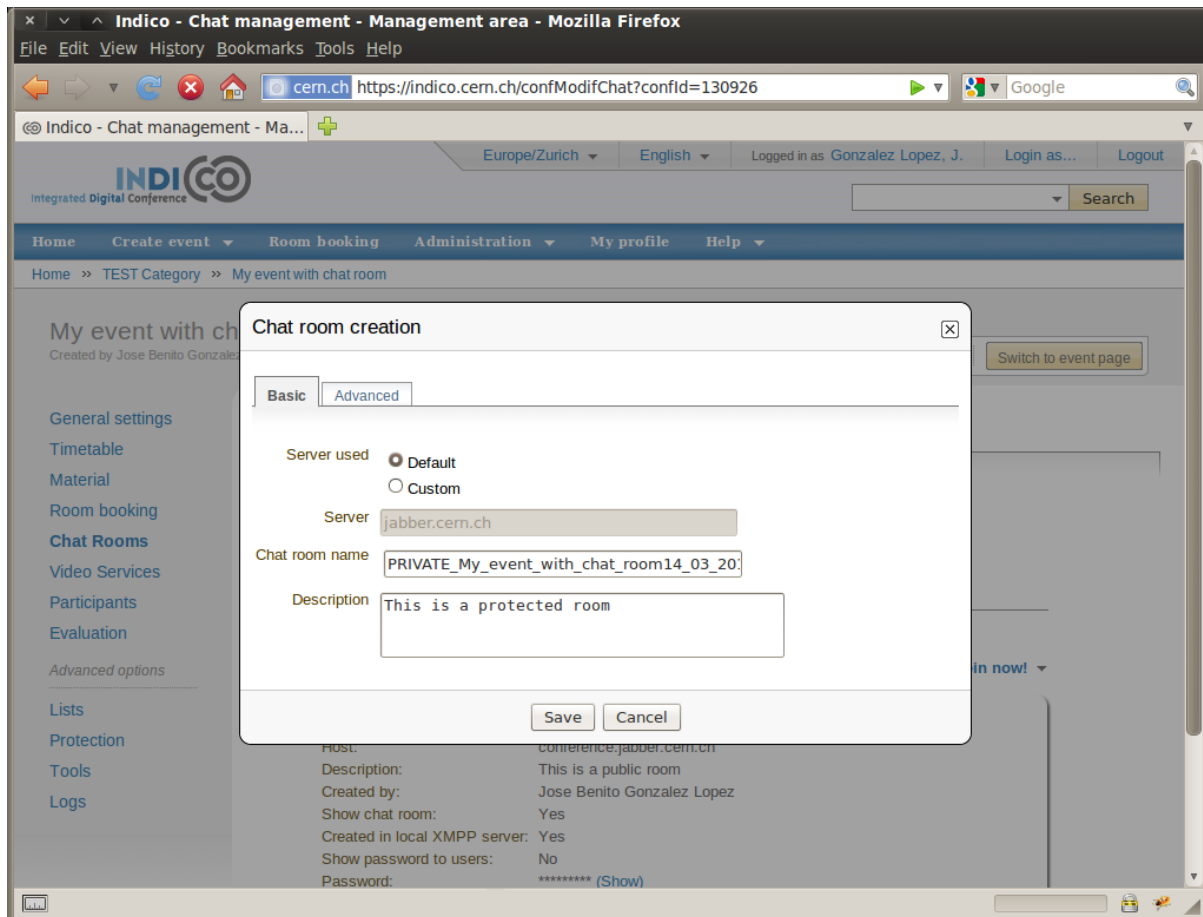 Indico - Chat management - Management area - Mozilla Firefox
File Edit View History Bookmarks Tools Help
cern.ch https://indico.cern.ch/confModifChat?confId=130926
Google
Indico - Chat management - Ma...
Europe/Zurich English Logged in as Gonzalez Lopez, J. Login as... Logout
INDICO
Integrated Digital Conference
Search
Home Create event Room booking Administration My profile Help
Home » TEST Category » My event with chat room
My event with ch
Created by Jose Benito Gonzalez
Switch to event page
Chat room creation
Basic Advanced
General settings
Timetable
Material
Room booking
Chat Rooms
Video Services
Participants
Evaluation
Advanced options
Lists
Protection
Tools
Logs
Server used
Default
Custom
Server jabber.cern.ch
Chat room name PRIVATE_My_event_with_chat_room14_03_20
Description This is a protected room
in now!
Save Cancel
Host: conference.jabber.cern.ch
Description: This is a public room
Created by: Jose Benito Gonzalez Lopez
Show chat room: Yes
Created in local XMPP server: Yes
Show password to users: No
Password: ********* (Show)